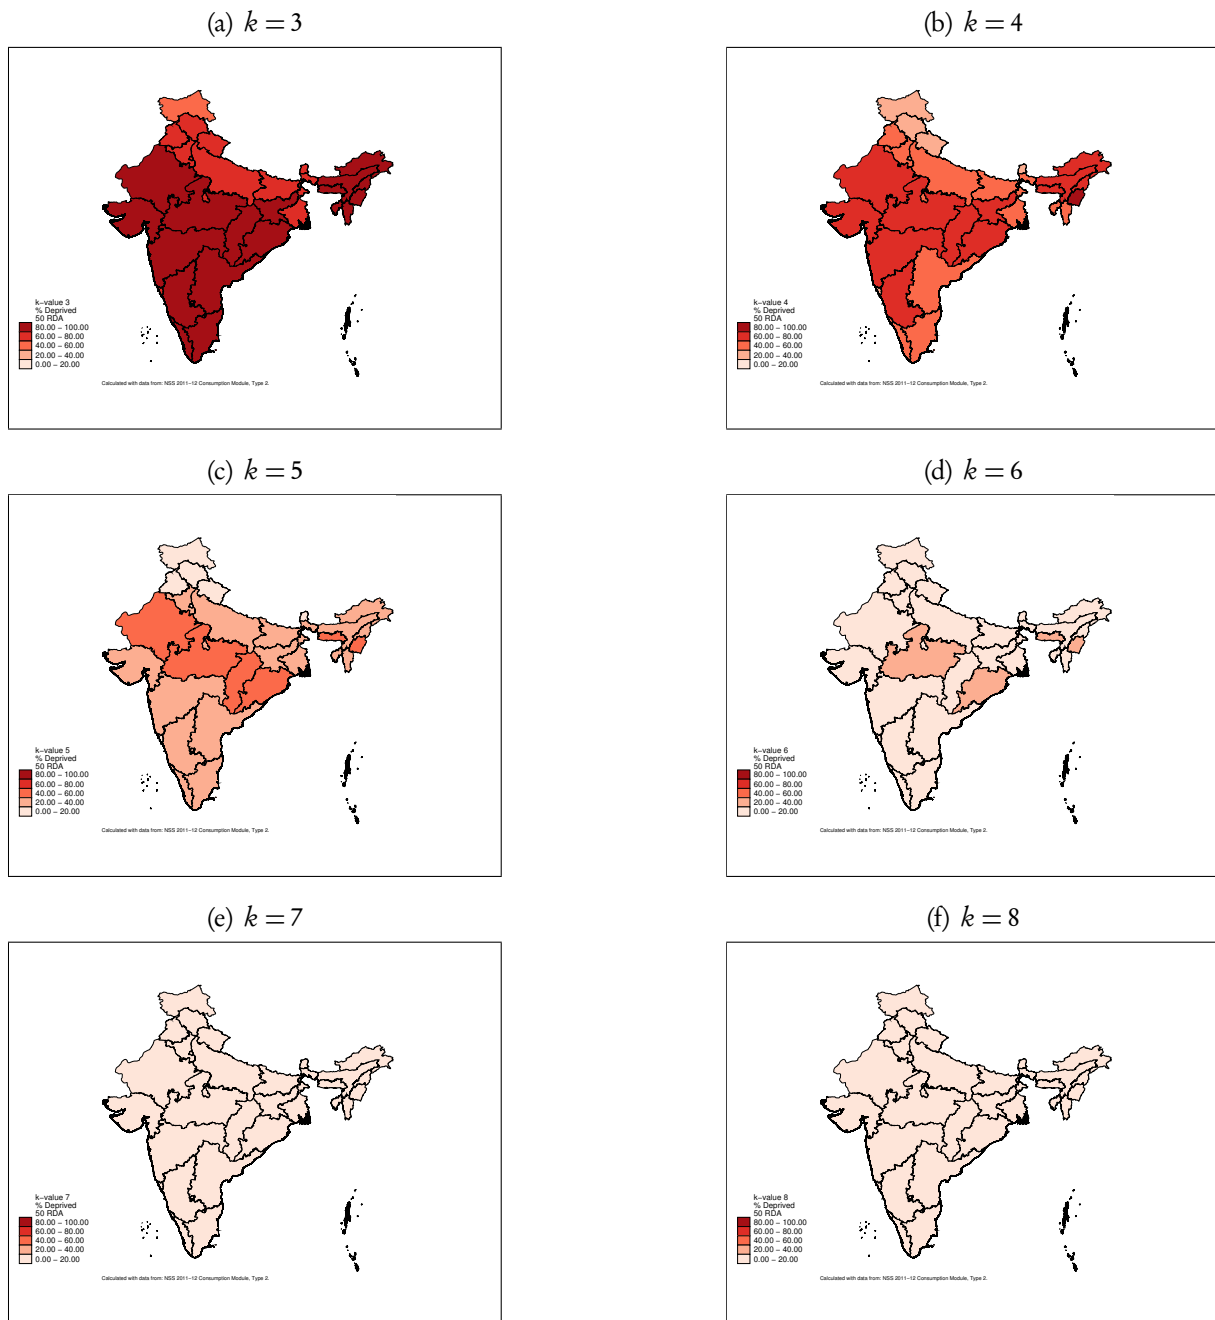 (a) k = 3
k−value 3
% Deprived
50 RDA
80.00 − 100.00
60.00 − 80.00
40.00 − 60.00
20.00 − 40.00
0.00 − 20.00
Calculated with data from: NSS 2011−12 Consumption Module, Type 2.
(b) k = 4
k−value 4
% Deprived
50 RDA
80.00 − 100.00
60.00 − 80.00
40.00 − 60.00
20.00 − 40.00
0.00 − 20.00
Calculated with data from: NSS 2011−12 Consumption Module, Type 2.
(c) k = 5
k−value 5
% Deprived
50 RDA
80.00 − 100.00
60.00 − 80.00
40.00 − 60.00
20.00 − 40.00
0.00 − 20.00
Calculated with data from: NSS 2011−12 Consumption Module, Type 2.
(d) k = 6
k−value 6
% Deprived
50 RDA
80.00 − 100.00
60.00 − 80.00
40.00 − 60.00
20.00 − 40.00
0.00 − 20.00
Calculated with data from: NSS 2011−12 Consumption Module, Type 2.
(e) k = 7
k−value 7
% Deprived
50 RDA
80.00 − 100.00
60.00 − 80.00
40.00 − 60.00
20.00 − 40.00
0.00 − 20.00
Calculated with data from: NSS 2011−12 Consumption Module, Type 2.
(f) k = 8
k−value 8
% Deprived
50 RDA
80.00 − 100.00
60.00 − 80.00
40.00 − 60.00
20.00 − 40.00
0.00 − 20.00
Calculated with data from: NSS 2011−12 Consumption Module, Type 2.